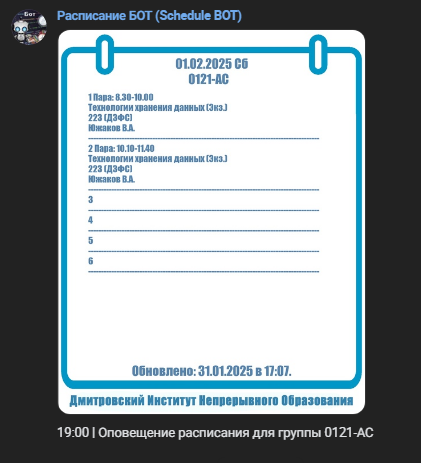 Бот
Расписание БОТ (Schedule BOT)
01.02.2025 Сб
0121-АС
1 Пара: 8.30-10.00
Технологии хранения данных (Экз.)
223 (ДЗФС)
Южаков В.А.
2 Пара: 10.10-11.40
Технологии хранения данных (Экз.)
223 (ДЗФС)
Южаков В.А.
3
4
5
6
Обновлено: 31.01.2025 в 17:07.
Дмитровский Институт Непрерывного Образования
19:00 | Оповещение расписания для группы 0121-АС